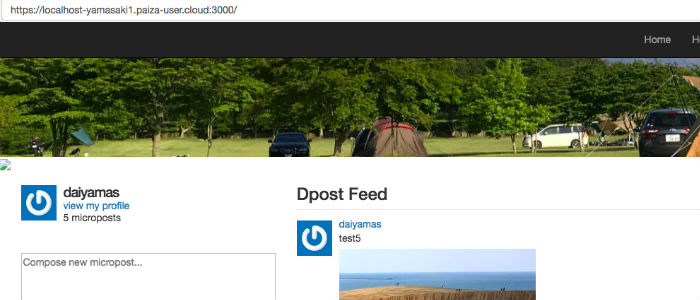 https://localhost-yamasaki1.paiza-user.cloud:3000/
Home
daiyamas
view my profile
5 microposts
Compose new micropost...
Dpost Feed
daiyamas
test5